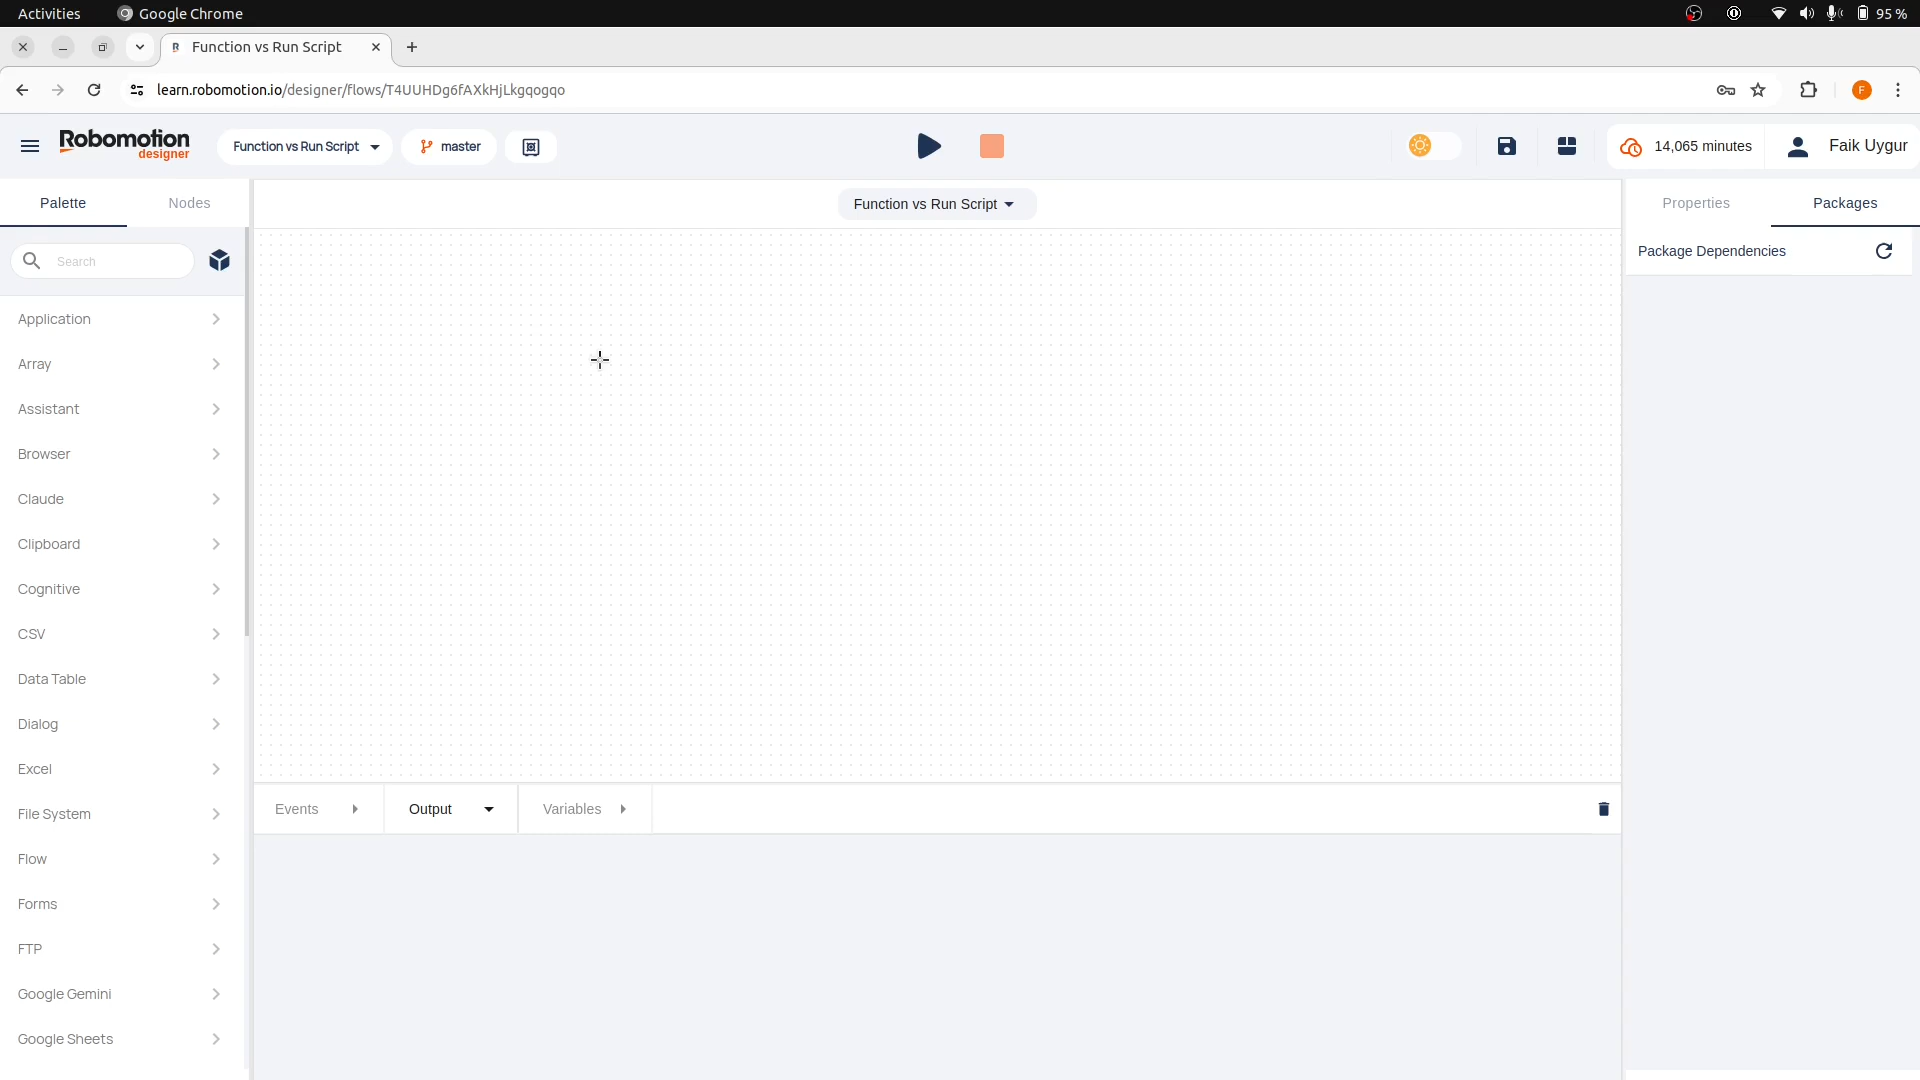 Activities
Google Chrome
95 %
Function vs Run Script
learn.robomotion.io/designer/flows/T4UUHDg6fAXkHjLkgqogqo
F
Robomotion
designer
Function vs Run Script
master
14,065 minutes
Faik Uygur
Palette
Nodes
Function vs Run Script
Properties
Packages
Search
Package Dependencies
Application
Array
Assistant
Browser
Claude
Clipboard
Cognitive
CSV
Data Table
Dialog
Excel
File System
Flow
Forms
FTP
Google Gemini
Google Sheets
Events
Output
Variables